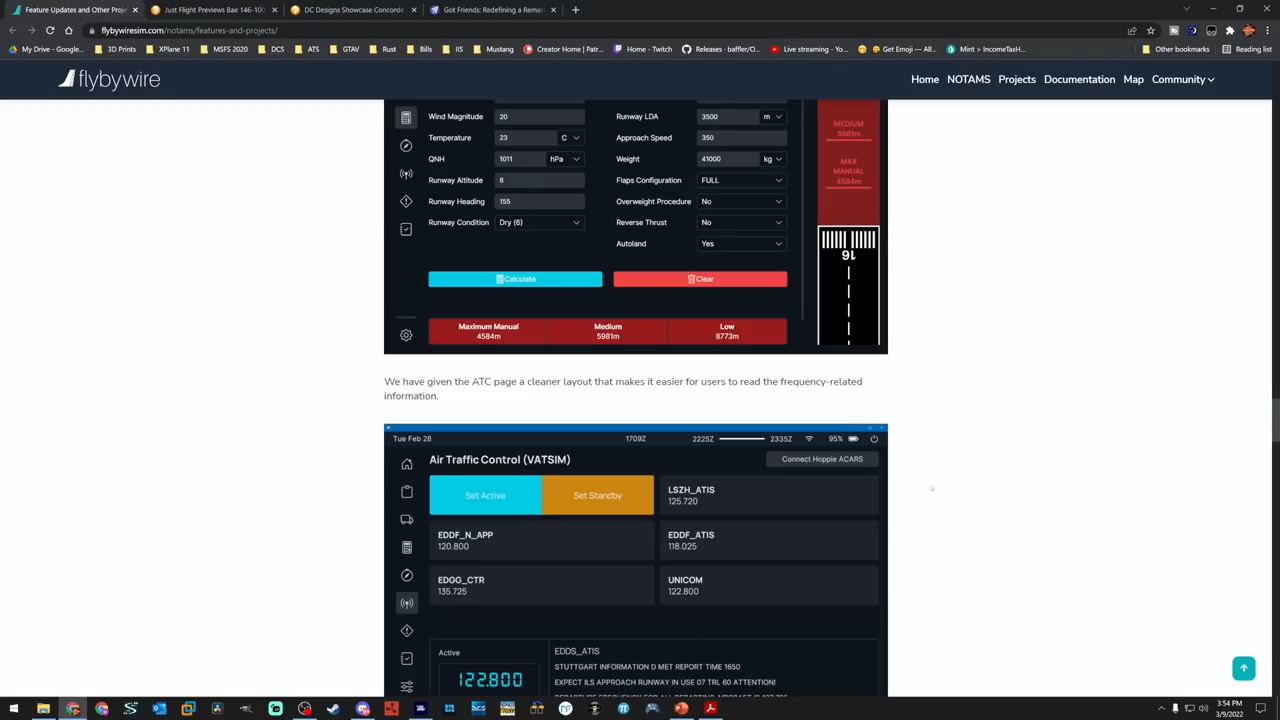 Feature Updates and Other Proje
Just Flight Previews Bae 146-100
DC Designs Showcase Concorde
Got Friends: Redefining a Remar
flybywiresim.com/notams/features-and-projects/
My Drive - Google...
3D Prints
XPlane 11
MSFS 2020
DCS
ATS
GTAV
Rust
Bills
Mustang
Creator Home | Patr...
Home - Twitch
Releases · baffler/O...
Live streaming - Yo...
Get Emoji — All Em...
Mint > IncomeTaxH...
Other bookmarks
Reading list
flybywire
Home NOTAMS Projects Documentation Map Community
Wind Magnitude 20 Runway LDA 3500 m
Temperature 23 C Approach Speed 350
QNH 1011 hPa Weight 41000 kg
Runway Altitude 8 Flaps Configuration FULL
Runway Heading 155 Overweight Procedure No
Runway Condition Dry (6) Reverse Thrust No
Autoland Yes
MEDIUM
5981m
MAX
MANUAL
4584m
16
Calculate Clear
Maximum Manual Medium Low
4584m 5981m 8773m
We have given the ATC page a cleaner layout that makes it easier for users to read the frequency-related
information.
Tue Feb 28 1709Z 2225Z 2335Z 95%
Air Traffic Control (VATSIM) Connect Hoppie ACARS
Set Active Set Standby
LSZH_ATIS
125.720
EDDF_N_APP
120.800
EDDF_ATIS
118.025
EDGG_CTR
135.725
UNICOM
122.800
Active
122.800
EDDS_ATIS
STUTTGART INFORMATION D MET REPORT TIME 1650
EXPECT ILS APPROACH RUNWAY IN USE 07 TRL 60 ATTENTION!
3:54 PM
3/9/2022